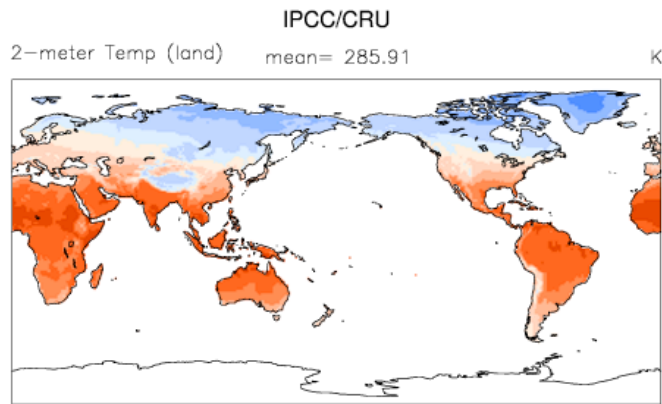 IPCC/CRU
2-meter Temp (land) mean= 285.91 K